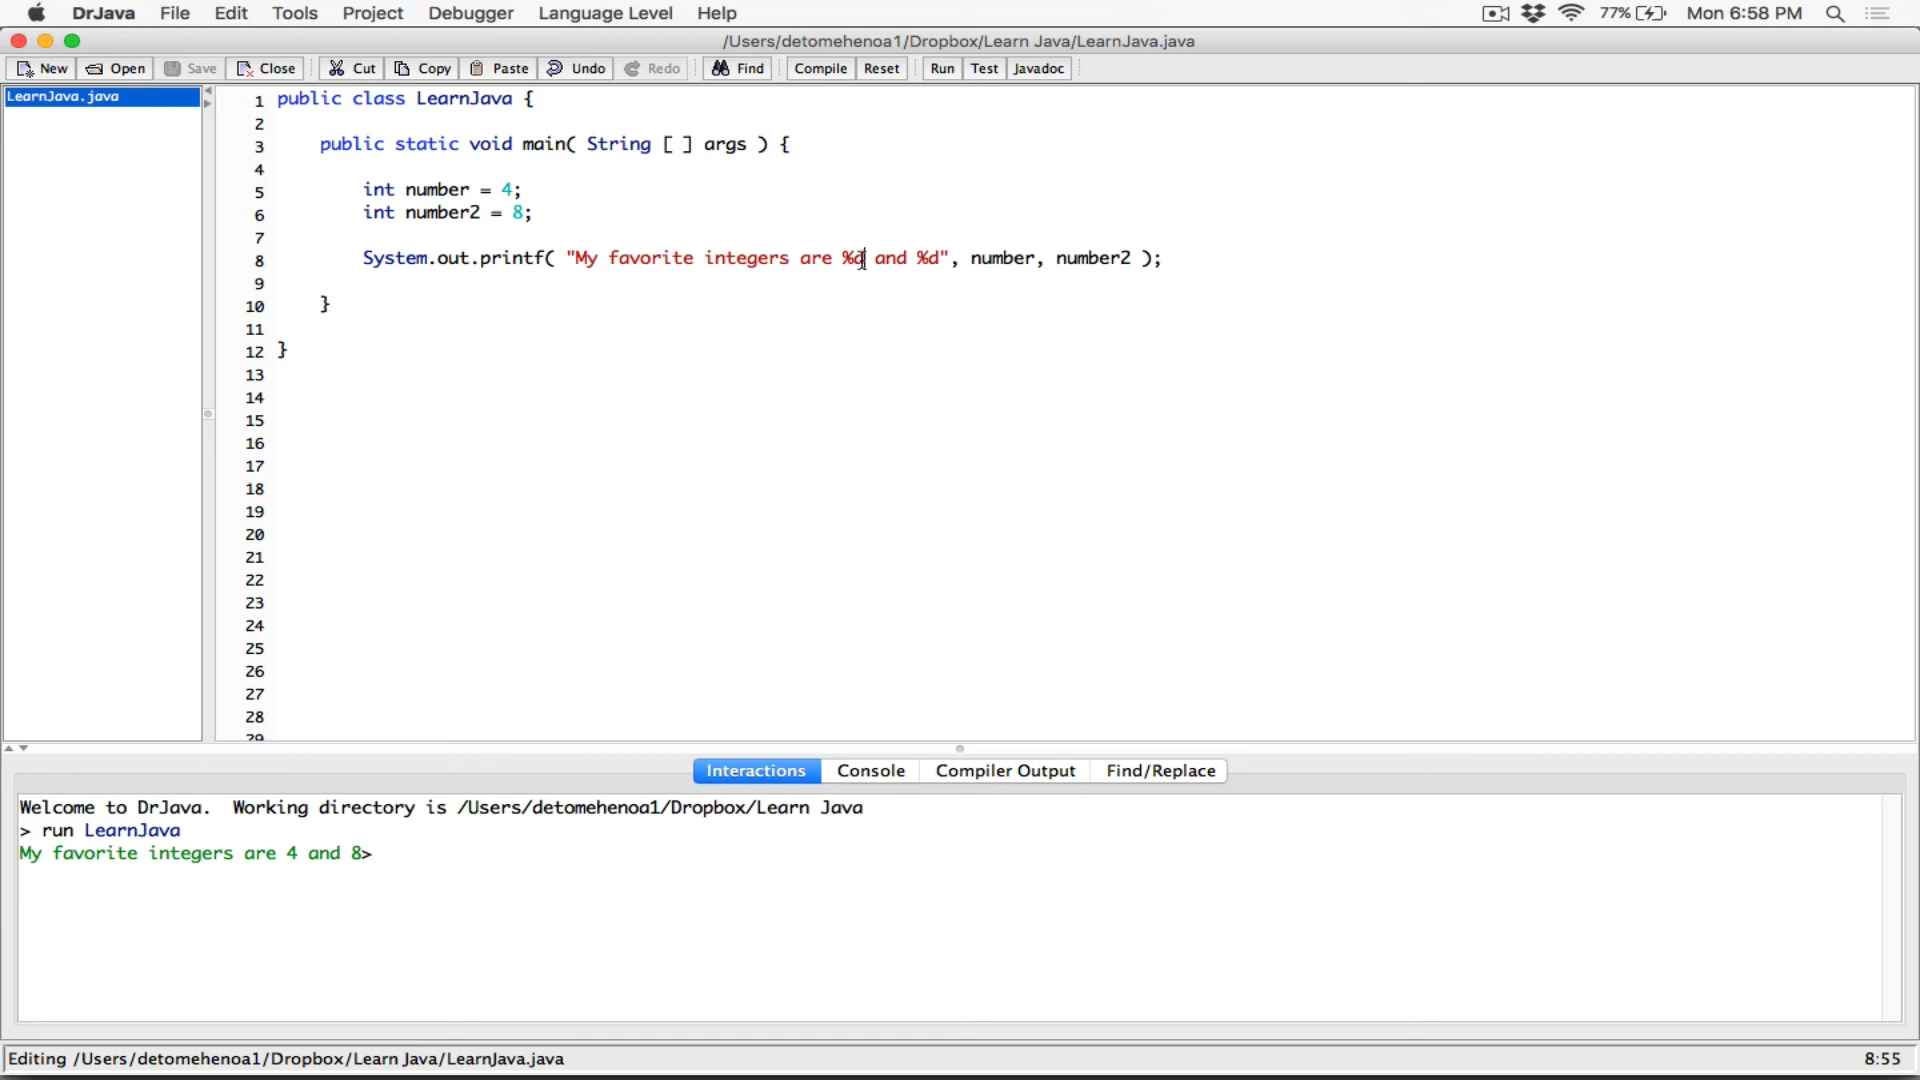 DrJava File Edit Tools Project Debugger Language Level Help 77% Mon 6:58 PM
/Users/detomehenoa1/Dropbox/Learn Java/LearnJava.java
New Open Save Close Cut Copy Paste Undo Redo Find Compile Reset Run Test Javadoc
LearnJava.java
1 public class LearnJava {
2
3 public static void main( String [ ] args ) {
4
5 int number = 4;
6 int number2 = 8;
7
8 System.out.printf( "My favorite integers are %d and %d", number, number2 );
9
10 }
11
12 }
13
14
15
16
17
18
19
20
21
22
23
24
25
26
27
28
29
Interactions Console Compiler Output Find/Replace
Welcome to DrJava. Working directory is /Users/detomehenoa1/Dropbox/Learn Java
> run LearnJava
My favorite integers are 4 and 8>
Editing /Users/detomehenoa1/Dropbox/Learn Java/LearnJava.java 8:55